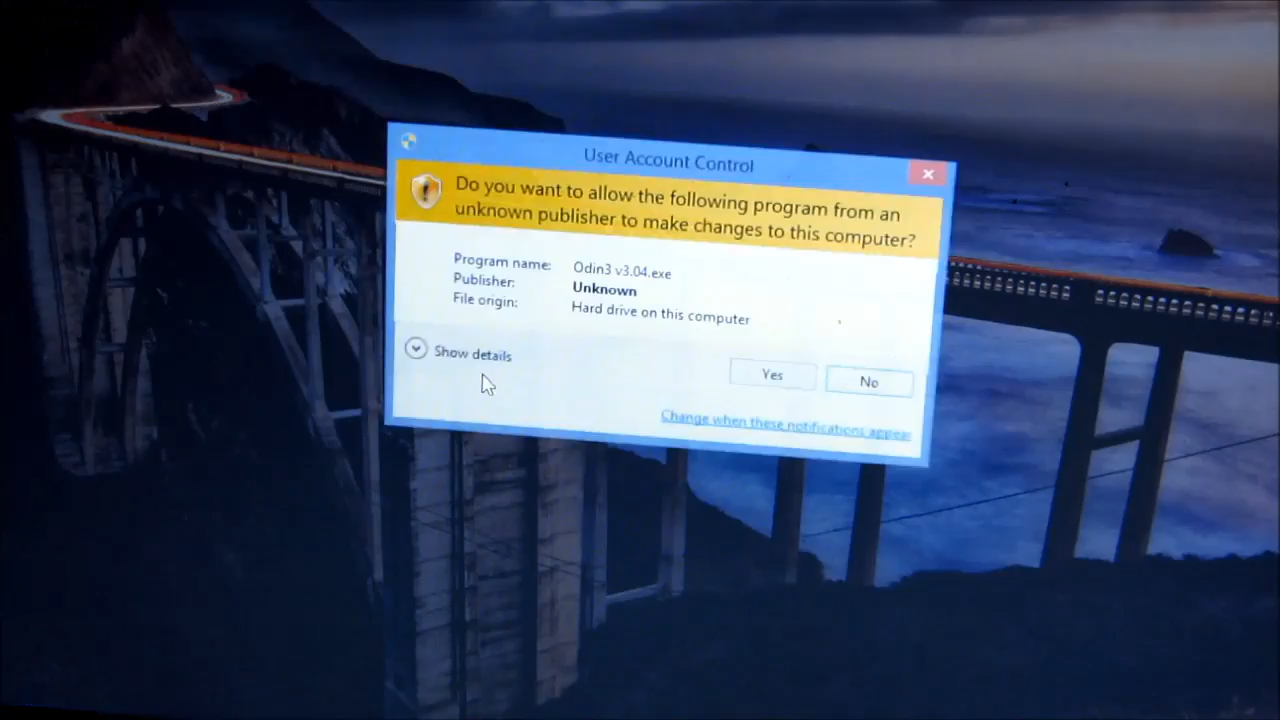 User Account Control
Do you want to allow the following program from an
unknown publisher to make changes to this computer?
Program name: Odin3 v3.04.exe
Publisher: Unknown
File origin: Hard drive on this computer
Show details
Yes
No
Change when these notifications appear